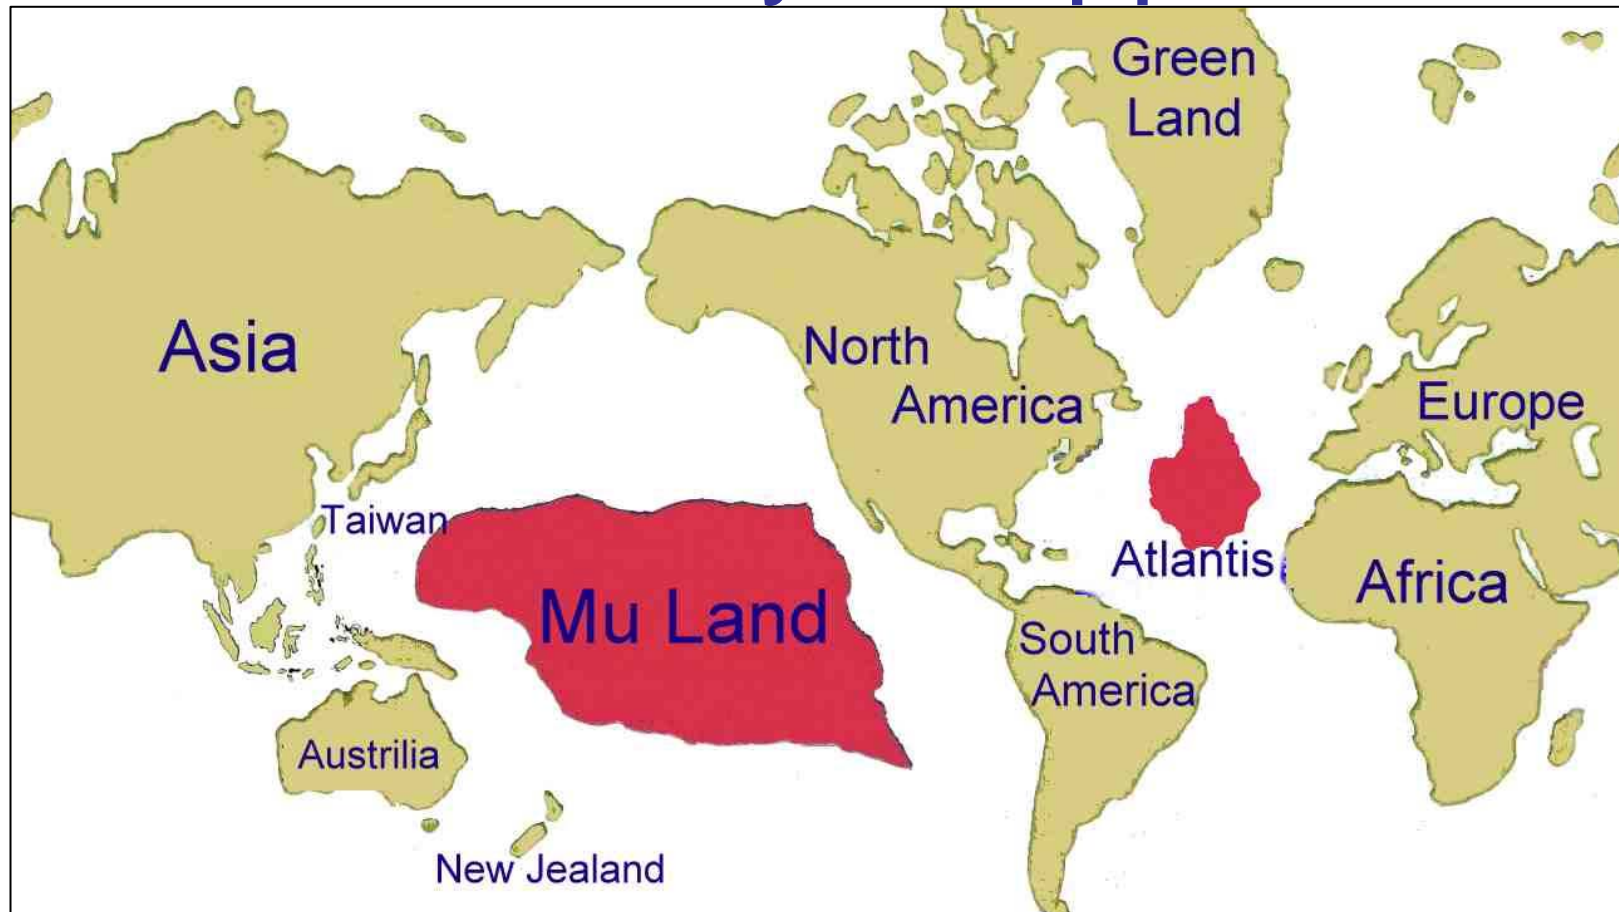 Green
Land
Asia
North
America
Europe
Taiwan
Mu Land
Atlantis
Africa
South
America
Austrilia
New Jealand